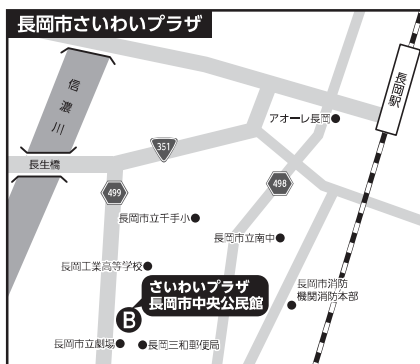 長岡市さいわいプラザ
信濃川
長岡駅
アオーレ長岡
351
長生橋
499
498
長岡市立千手小
長岡市立南中
長岡工業高等学校
さいわいプラザ
長岡市中央公民館
長岡市消防
機関消防本部
B
長岡市立劇場
長岡三和郵便局